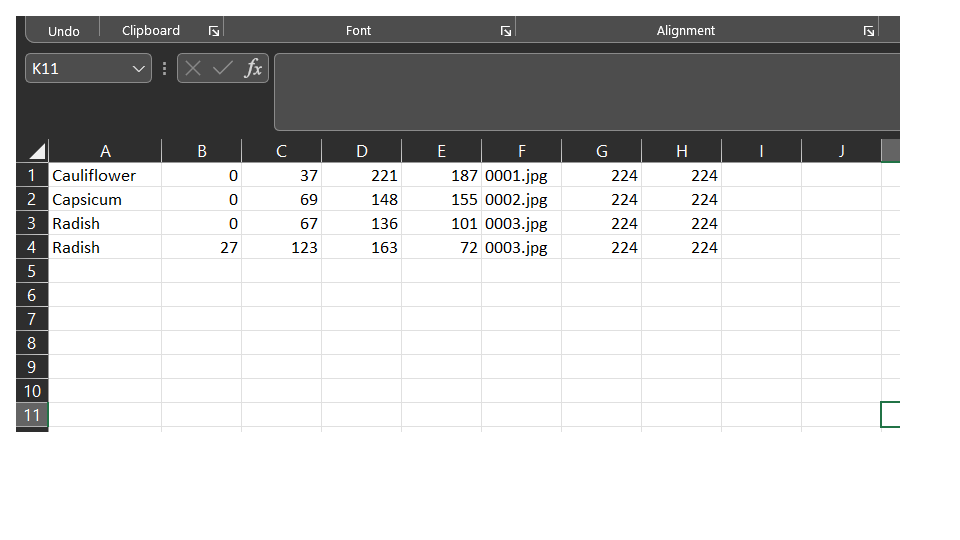 Undo Clipboard Font Alignment
K11 fx
A B C D E F G H I J
1 Cauliflower 0 37 221 187 0001.jpg 224 224
2 Capsicum 0 69 148 155 0002.jpg 224 224
3 Radish 0 67 136 101 0003.jpg 224 224
4 Radish 27 123 163 72 0003.jpg 224 224
5
6
7
8
9
10
11